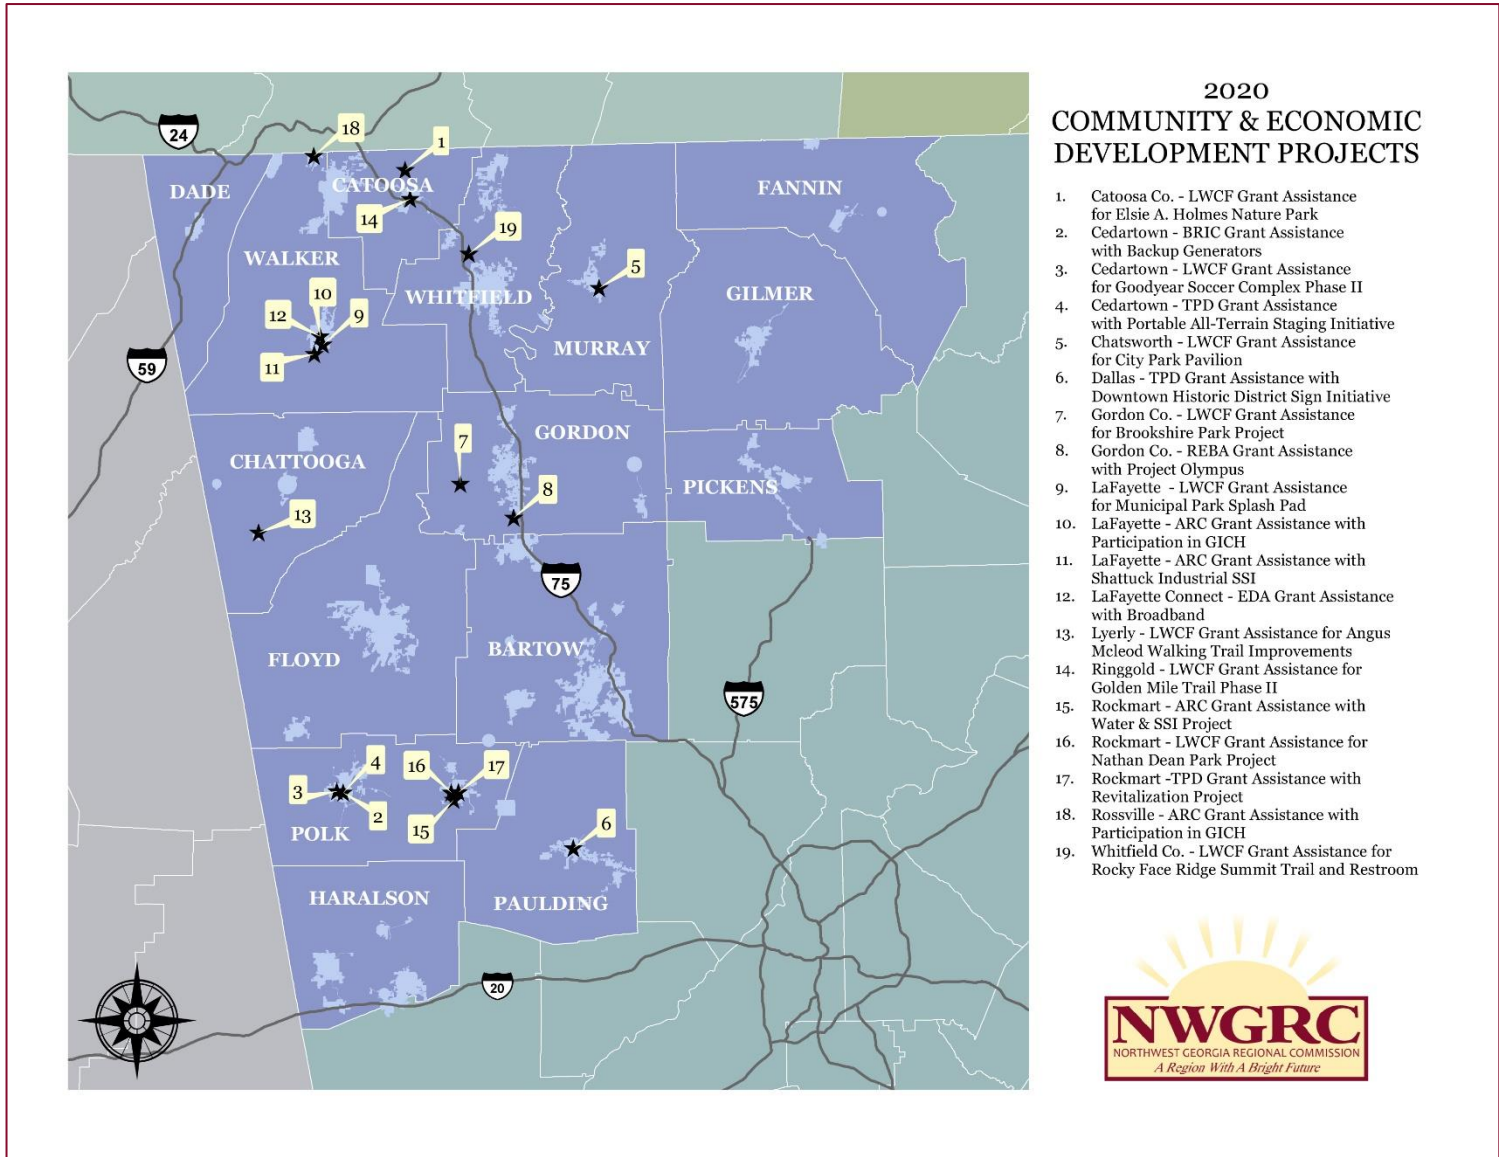 2020
COMMUNITY & ECONOMIC
DEVELOPMENT PROJECTS
1. Catoosa Co. - LWCF Grant Assistance
for Elsie A. Holmes Nature Park
2. Cedartown - BRIC Grant Assistance
with Backup Generators
3. Cedartown - LWCF Grant Assistance
for Goodyear Soccer Complex Phase II
4. Cedartown - TPD Grant Assistance
with Portable All-Terrain Staging Initiative
5. Chatsworth - LWCF Grant Assistance
for City Park Pavilion
6. Dallas - TPD Grant Assistance with
Downtown Historic District Sign Initiative
7. Gordon Co. - LWCF Grant Assistance
for Brookshire Park Project
8. Gordon Co. - REBA Grant Assistance
with Project Olympus
9. LaFayette - LWCF Grant Assistance
for Municipal Park Splash Pad
10. LaFayette - ARC Grant Assistance with
Participation in GICH
11. LaFayette - ARC Grant Assistance with
Shattuck Industrial SSI
12. LaFayette Connect - EDA Grant Assistance
with Broadband
13. Lyerly - LWCF Grant Assistance for Angus
Mcleod Walking Trail Improvements
14. Ringgold - LWCF Grant Assistance for
Golden Mile Trail Phase II
15. Rockmart - ARC Grant Assistance with
Water & SSI Project
16. Rockmart - LWCF Grant Assistance for
Nathan Dean Park Project
17. Rockmart -TPD Grant Assistance with
Revitalization Project
18. Rossville - ARC Grant Assistance with
Participation in GICH
19. Whitfield Co. - LWCF Grant Assistance for
Rocky Face Ridge Summit Trail and Restroom
24
18
1
DADE
CATOOSA
FANNIN
14
19
WALKER
5
10
GILMER
WHITFIELD
12
9
MURRAY
59
11
GORDON
7
CHATTOOGA
PICKENS
8
13
75
BARTOW
FLOYD
575
4
16
17
3
2
15
6
POLK
HARALSON
PAULDING
20
NWGRC
NORTHWEST GEORGIA REGIONAL COMMISSION
A Region With A Bright Future